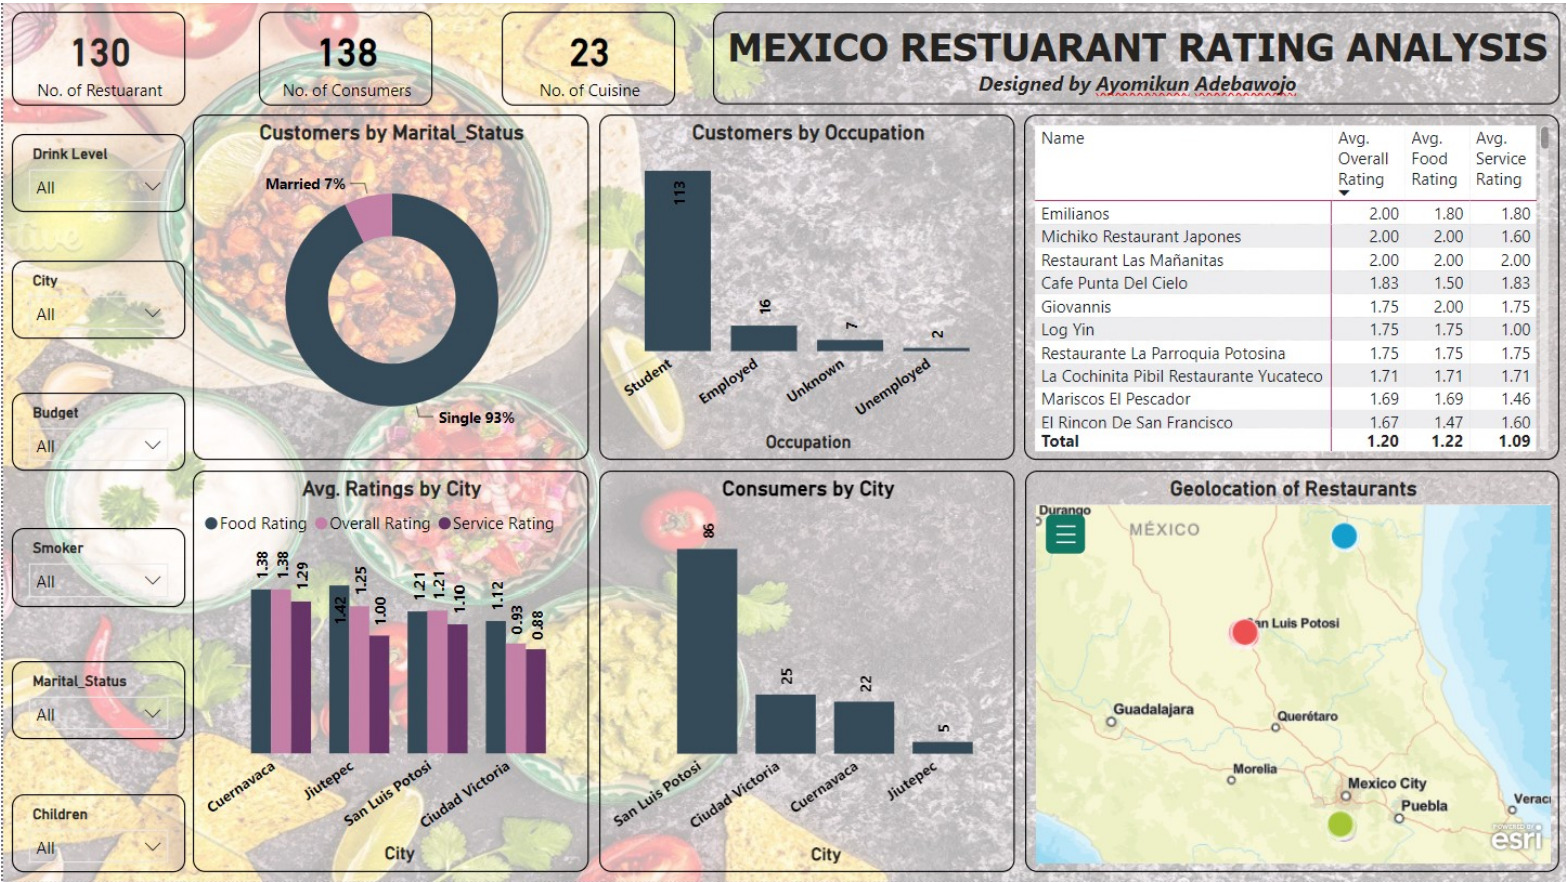 130
No. of Restuarant
138
No. of Consumers
23
No. of Cuisine
MEXICO RESTUARANT RATING ANALYSIS
Designed by Ayomikun Adebawojo
Drink Level
All
City
All
Budget
All
Smoker
All
Marital_Status
All
Children
All
Customers by Marital_Status
Married 7%
Single 93%
Customers by Occupation
113
16
7
2
Student
Employed
Unknown
Unemployed
Occupation
Name Avg. Overall Rating Avg. Food Rating Avg. Service Rating
Emilianos 2.00 1.80 1.80
Michiko Restaurant Japones 2.00 2.00 1.60
Restaurant Las Mañanitas 2.00 2.00 2.00
Cafe Punta Del Cielo 1.83 1.50 1.83
Giovannis 1.75 2.00 1.75
Log Yin 1.75 1.75 1.00
Restaurante La Parroquia Potosina 1.75 1.75 1.75
La Cochinita Pibil Restaurante Yucateco 1.71 1.71 1.71
Mariscos El Pescador 1.69 1.69 1.46
El Rincon De San Francisco 1.67 1.47 1.60
Total 1.20 1.22 1.09
Avg. Ratings by City
Food Rating Overall Rating Service Rating
1.38 1.38 1.29
1.42 1.25 1.00
1.21 1.21 1.10
1.12 0.93 0.88
Cuernavaca
Jiutepec
San Luis Potosi
Ciudad Victoria
City
Consumers by City
86
25
22
5
San Luis Potosi
Ciudad Victoria
Cuernavaca
Jiutepec
City
Geolocation of Restaurants
Durango
MÉXICO
San Luis Potosi
Guadalajara
Querétaro
Morelia
Mexico City
Puebla
Verac
POWERED BY
esri